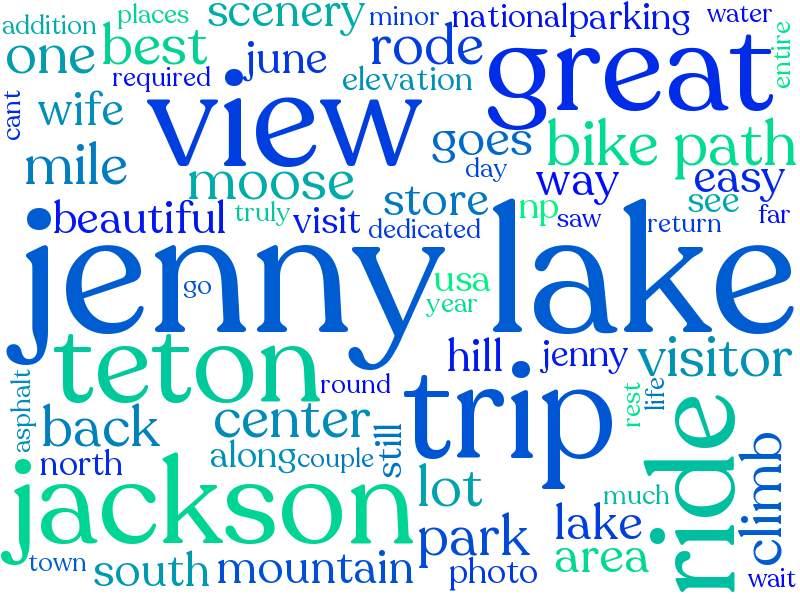 addition
places
scenery
minor
national
parking
water
entire
one
best
june
rode
great
required
elevation
cant
wife
view
goes
bike path
mile
moose
day
way
easy
store
np
saw
see
far
beautiful
truly
visit
dedicated
return
jenny lake
go
usa
year
teton
hill
jenny
visitor
round
trip
rest
life
asphalt
back
center
still
ride
climb
north
along
couple
jackson
lot
much
park
lake
area
town
south
mountain
photo
wait